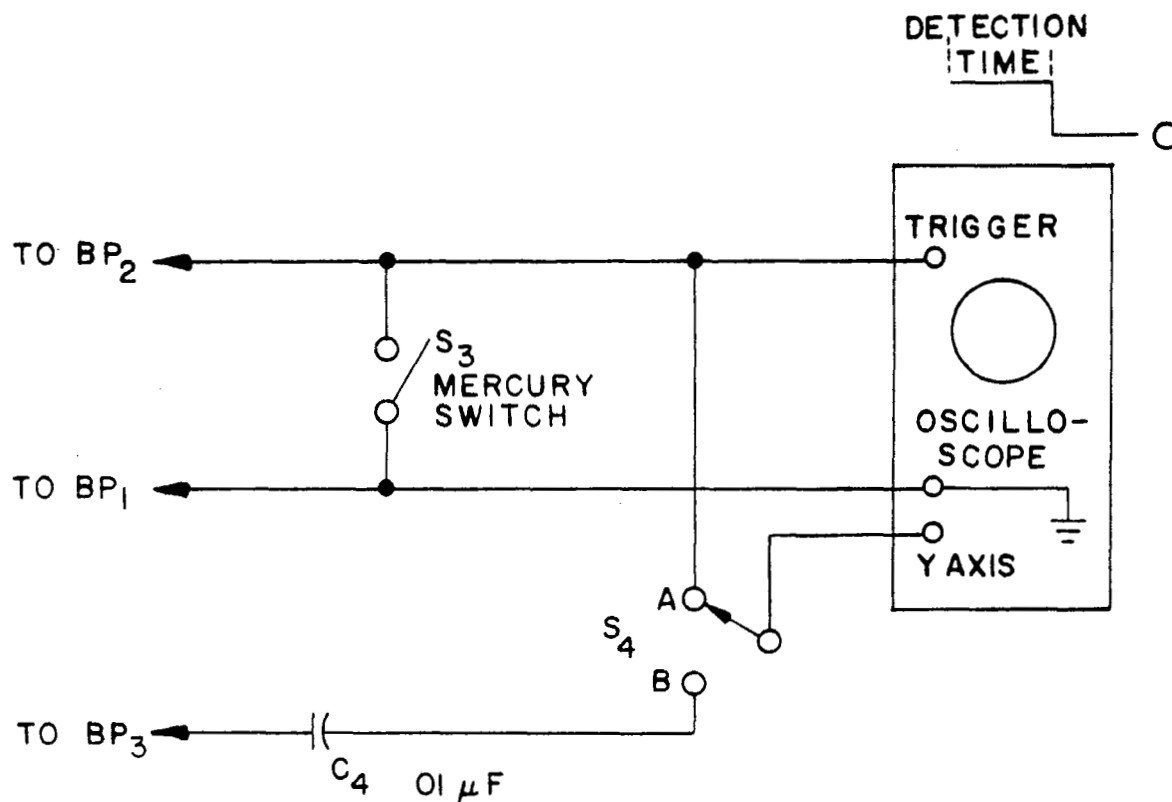 DETECTION
TIME
TRIGGER
TO BP2
S3
MERCURY
SWITCH
OSCILLO-
SCOPE
TO BP1
Y AXIS
A
S4
B
TO BP3
C4 01 μF